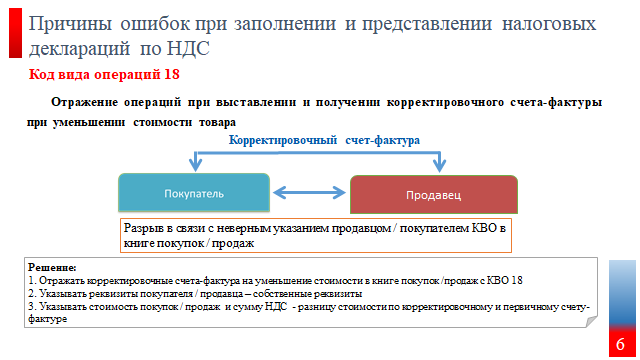 Причины ошибок при заполнении и представлении налоговых
деклараций по НДС
Код вида операций 18
Отражение операций при выставлении и получении корректировочного счета-фактуры
при уменьшении стоимости товара
Корректировочный счет-фактура
Покупатель
Продавец
Разрыв в связи с неверным указанием продавцом / покупателем КВО в
книге покупок / продаж
Решение:
1. Отражать корректировочные счета-фактура на уменьшение стоимости в книге покупок /продаж с КВО 18
2. Указывать реквизиты покупателя / продавца – собственные реквизиты
3. Указывать стоимость покупок / продаж и сумму НДС - разницу стоимости по корректировочному и первичному счету-
фактуре
6